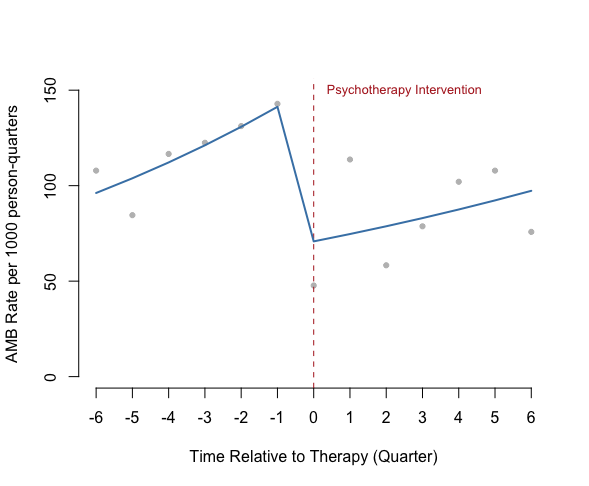 Psychotherapy Intervention
AMB Rate per 1000 person-quarters
150
100
50
0
-6 -5 -4 -3 -2 -1 0 1 2 3 4 5 6
Time Relative to Therapy (Quarter)